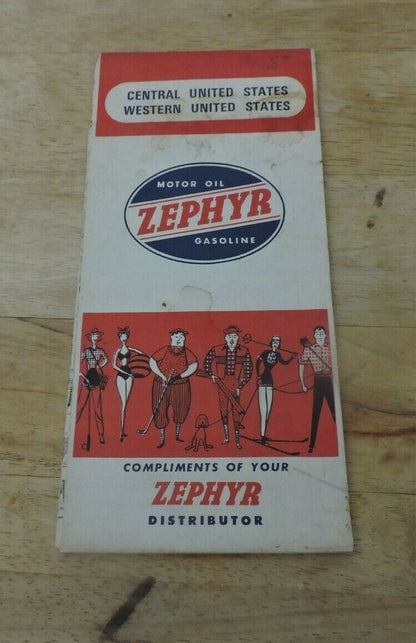 CENTRAL UNITED STATES
WESTERN UNITED STATES
MOTOR OIL
ZEPHYR
GASOLINE
COMPLIMENTS OF YOUR
ZEPHYR
DISTRIBUTOR